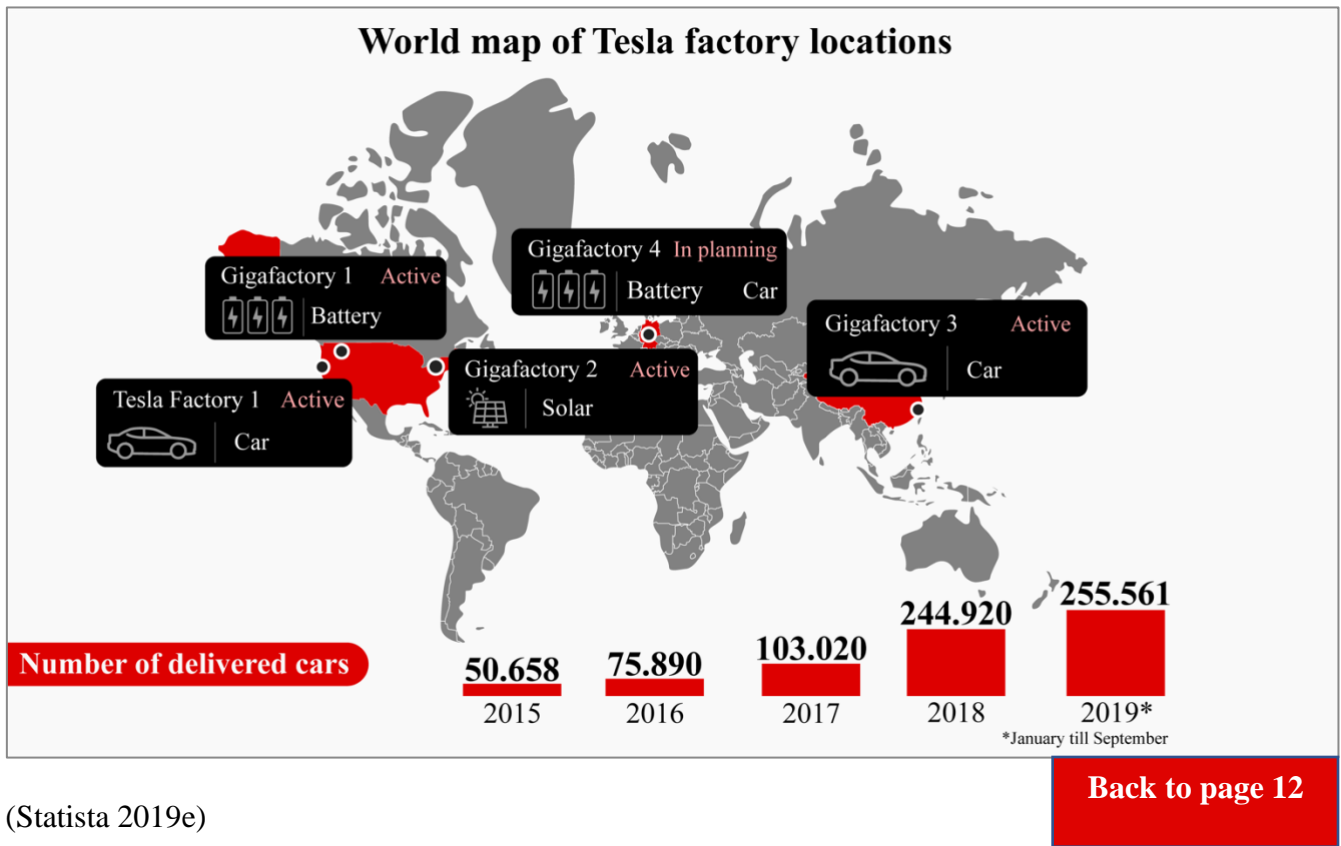 World map of Tesla factory locations
Gigafactory 4 In planning
Battery Car
Gigafactory 1 Active
Battery
Gigafactory 3 Active
Car
Gigafactory 2 Active
Solar
Tesla Factory 1 Active
Car
Number of delivered cars
50.658
75.890
103.020
244.920
255.561
2015
2016
2017
2018
2019*
*January till September
Back to page 12
(Statista 2019e)